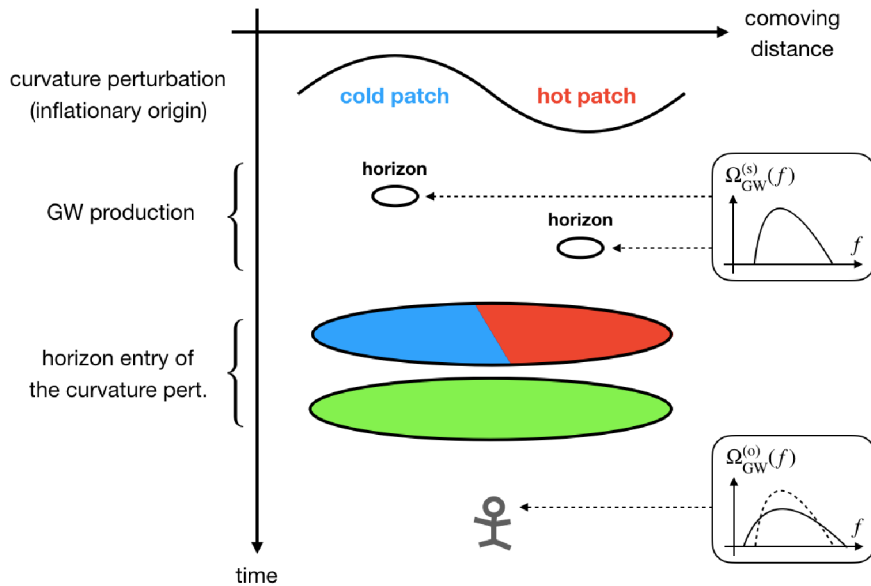 comoving
distance
curvature perturbation
(inflationary origin)
cold patch
hot patch
horizon
GW production
horizon
Ω_GW^(s)(f)
f
horizon entry of
the curvature pert.
Ω_GW^(o)(f)
f
time